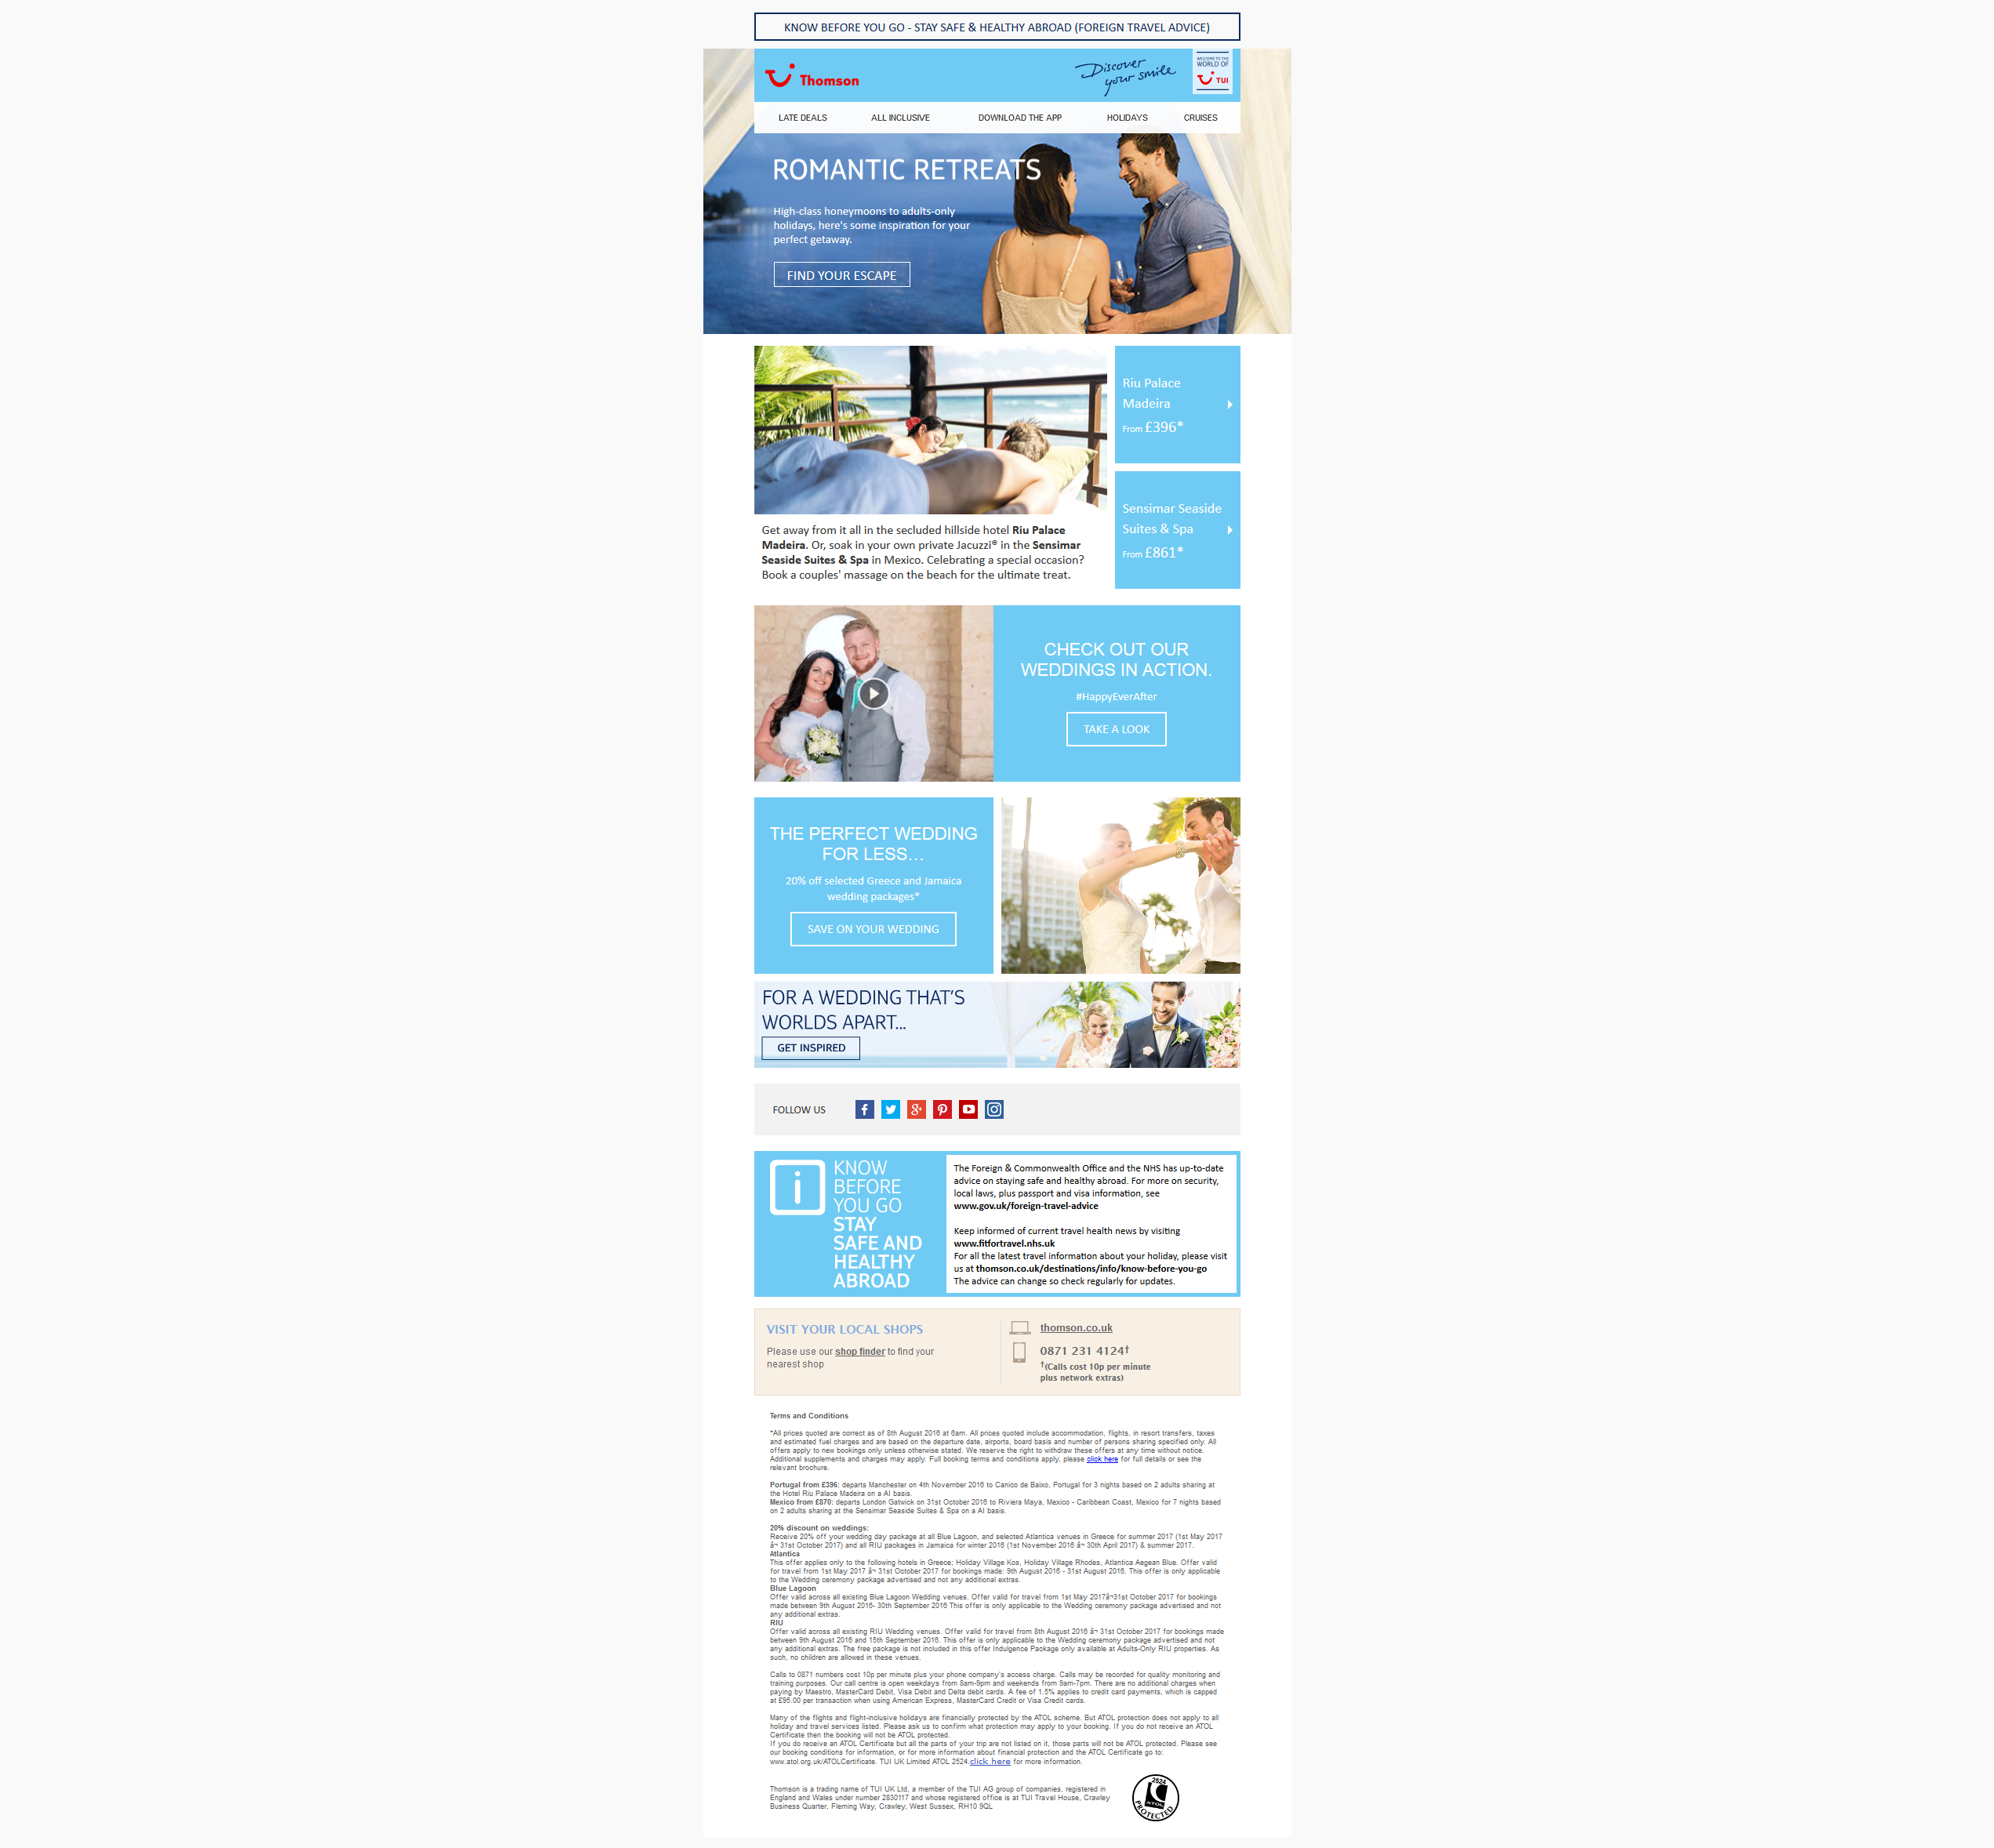 KNOW BEFORE YOU GO - STAY SAFE & HEALTHY ABROAD (FOREIGN TRAVEL ADVICE)
Thomson
Discover
your smile
WELCOME TO THE
WORLD OF
TUI
LATE DEALS ALL INCLUSIVE DOWNLOAD THE APP HOLIDAYS CRUISES
ROMANTIC RETREATS
High-class honeymoons to adults-only
holidays, here's some inspiration for your
perfect getaway.
FIND YOUR ESCAPE
Riu Palace
Madeira
From £396*
Sensimar Seaside
Suites & Spa
From £861*
Get away from it all in the secluded hillside hotel Riu Palace
Madeira. Or, soak in your own private Jacuzzi® in the Sensimar
Seaside Suites & Spa in Mexico. Celebrating a special occasion?
Book a couples' massage on the beach for the ultimate treat.
CHECK OUT OUR
WEDDINGS IN ACTION.
#HappyEverAfter
TAKE A LOOK
THE PERFECT WEDDING
FOR LESS...
20% off selected Greece and Jamaica
wedding packages*
SAVE ON YOUR WEDDING
FOR A WEDDING THAT'S
WORLDS APART...
GET INSPIRED
FOLLOW US
KNOW
BEFORE
YOU GO
STAY
SAFE AND
HEALTHY
ABROAD
The Foreign & Commonwealth Office and the NHS has up-to-date
advice on staying safe and healthy abroad. For more on security,
local laws, plus passport and visa information, see
www.gov.uk/foreign-travel-advice
Keep informed of current travel health news by visiting
www.fitfortravel.nhs.uk
For all the latest travel information about your holiday, please visit
us at thomson.co.uk/destinations/info/know-before-you-go
The advice can change so check regularly for updates.
VISIT YOUR LOCAL SHOPS
Please use our shop finder to find your
nearest shop
thomson.co.uk
0871 231 4124†
†(Calls cost 10p per minute
plus network extras)
Terms and Conditions
*All prices quoted are correct as of 8th August 2016 at 6am. All prices quoted include accommodation, flights, in resort transfers, taxes
and estimated fuel charges and are based on the departure date, airports, board basis and number of persons sharing specified only. All
offers apply to new bookings only unless otherwise stated. We reserve the right to withdraw these offers at any time without notice.
Additional supplements and charges may apply. Full booking terms and conditions apply, please click here for full details or see the
relevant brochure.
Portugal from £396: departs Manchester on 4th November 2016 to Canico de Baixo, Portugal for 3 nights based on 2 adults sharing at
the Hotel Riu Palace Madeira on a AI basis.
Mexico from £870: departs London Gatwick on 31st October 2016 to Riviera Maya, Mexico - Caribbean Coast, Mexico for 7 nights based
on 2 adults sharing at the Sensimar Seaside Suites & Spa on a AI basis.
20% discount on weddings:
Receive 20% off your wedding day package at all Blue Lagoon, and selected Atlantica venues in Greece for summer 2017 (1st May 2017
â¬ 31st October 2017) and all RIU packages in Jamaica for winter 2016 (1st November 2016 â¬ 30th April 2017) & summer 2017.
Atlantica
This offer applies only to the following hotels in Greece; Holiday Village Kos, Holiday Village Rhodes, Atlantica Aegean Blue. Offer valid
for travel from 1st May 2017 â¬ 31st October 2017 for bookings made: 9th August 2016 - 31st August 2016. This offer is only applicable
to the Wedding ceremony package advertised and not any additional extras.
Blue Lagoon
Offer valid across all existing Blue Lagoon Wedding venues. Offer valid for travel from 1st May 2017â¬31st October 2017 for bookings
made between 9th August 2016- 30th September 2016 This offer is only applicable to the Wedding ceremony package advertised and not
any additional extras.
RIU
Offer valid across all existing RIU Wedding venues. Offer valid for travel from 8th August 2016 â¬ 31st October 2017 for bookings made
between 9th August 2016 and 15th September 2016. This offer is only applicable to the Wedding ceremony package advertised and not
any additional extras. The free package is not included in this offer Indulgence Package only available at Adults-Only RIU properties. As
such, no children are allowed in these venues.
Calls to 0871 numbers cost 10p per minute plus your phone company's access charge. Calls may be recorded for quality monitoring and
training purposes. Our call centre is open weekdays from 8am-9pm and weekends from 9am-7pm. There are no additional charges when
paying by Maestro, MasterCard Debit, Visa Debit and Delta debit cards. A fee of 1.5% applies to credit card payments, which is capped
at £95.00 per transaction when using American Express, MasterCard Credit or Visa Credit cards.
Many of the flights and flight-inclusive holidays are financially protected by the ATOL scheme. But ATOL protection does not apply to all
holiday and travel services listed. Please ask us to confirm what protection may apply to your booking. If you do not receive an ATOL
Certificate then the booking will not be ATOL protected.
If you do receive an ATOL Certificate but all the parts of your trip are not listed on it, those parts will not be ATOL protected. Please see
our booking conditions for information, or for more information about financial protection and the ATOL Certificate go to:
www.atol.org.uk/ATOLCertificate. TUI UK Limited ATOL 2524.click here for more information.
Thomson is a trading name of TUI UK Ltd, a member of the TUI AG group of companies, registered in
England and Wales under number 2830117 and whose registered office is at TUI Travel House, Crawley
Business Quarter, Fleming Way, Crawley, West Sussex, RH10 9QL
2524
ATOL
PROTECTED